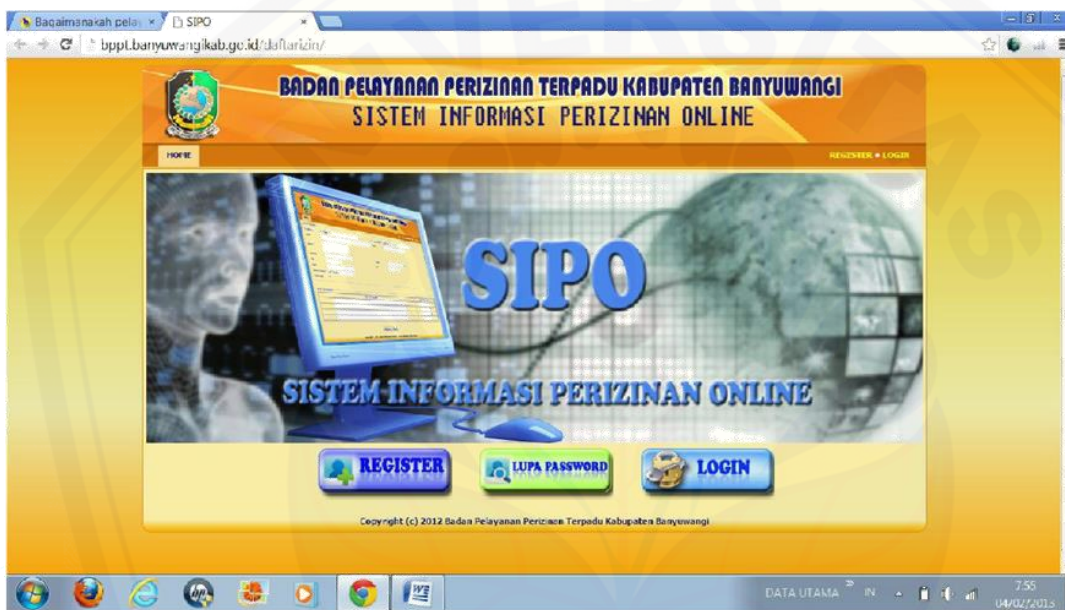 Bagaimanakah pela
SIPO
bppt.banyuwangikab.go.id/daftarizin/
BADAN PELAYANAN PERIZINAN TERPADU KABUPATEN BANYUWANGI
SISTEM INFORMASI PERIZINAN ONLINE
HOME
REGISTER LOGIN
SIPO
SISTEM INFORMASI PERIZINAN ONLINE
REGISTER
LUPA PASSWORD
LOGIN
Copyright (c) 2012 Badan Pelayanan Perizinan Terpadu Kabupaten Banyuwangi
DATA UTAMA
IN
7:55
04/02/2013